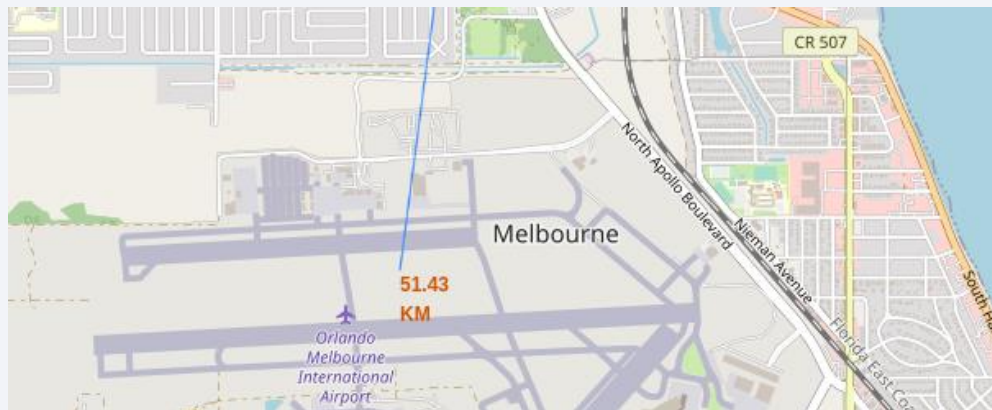 CR 507
North Apollo Boulevard
Nieman Avenue
Melbourne
51.43
KM
Orlando
Melbourne
International
Airport
South Ha
Florida East Coa